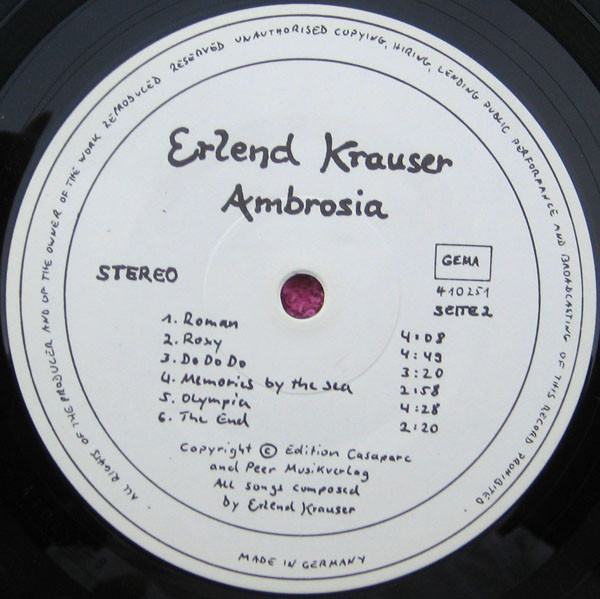 ALL RIGHTS OF THE PRODUCER AND OF THE OWNER OF THE WORK REPRODUCED RESERVED UNAUTHORISED COPYING, HIRING, LENDING PUBLIC PERFORMANCE AND BROADCASTING OF THIS RECORD PROHIBITED
Erlend Krauser
Ambrosia
STEREO
GEMA
410251
SEITE 2
1. Roman 4:08
2. Roxy 4:49
3. Do Do Do 3:20
4. Memories by the sea 2:58
5. Olympia 4:28
6. The End 2:20
Copyright © Edition Casaparc
and Peer Musikverlag
All songs composed
by Erlend Krauser
MADE IN GERMANY